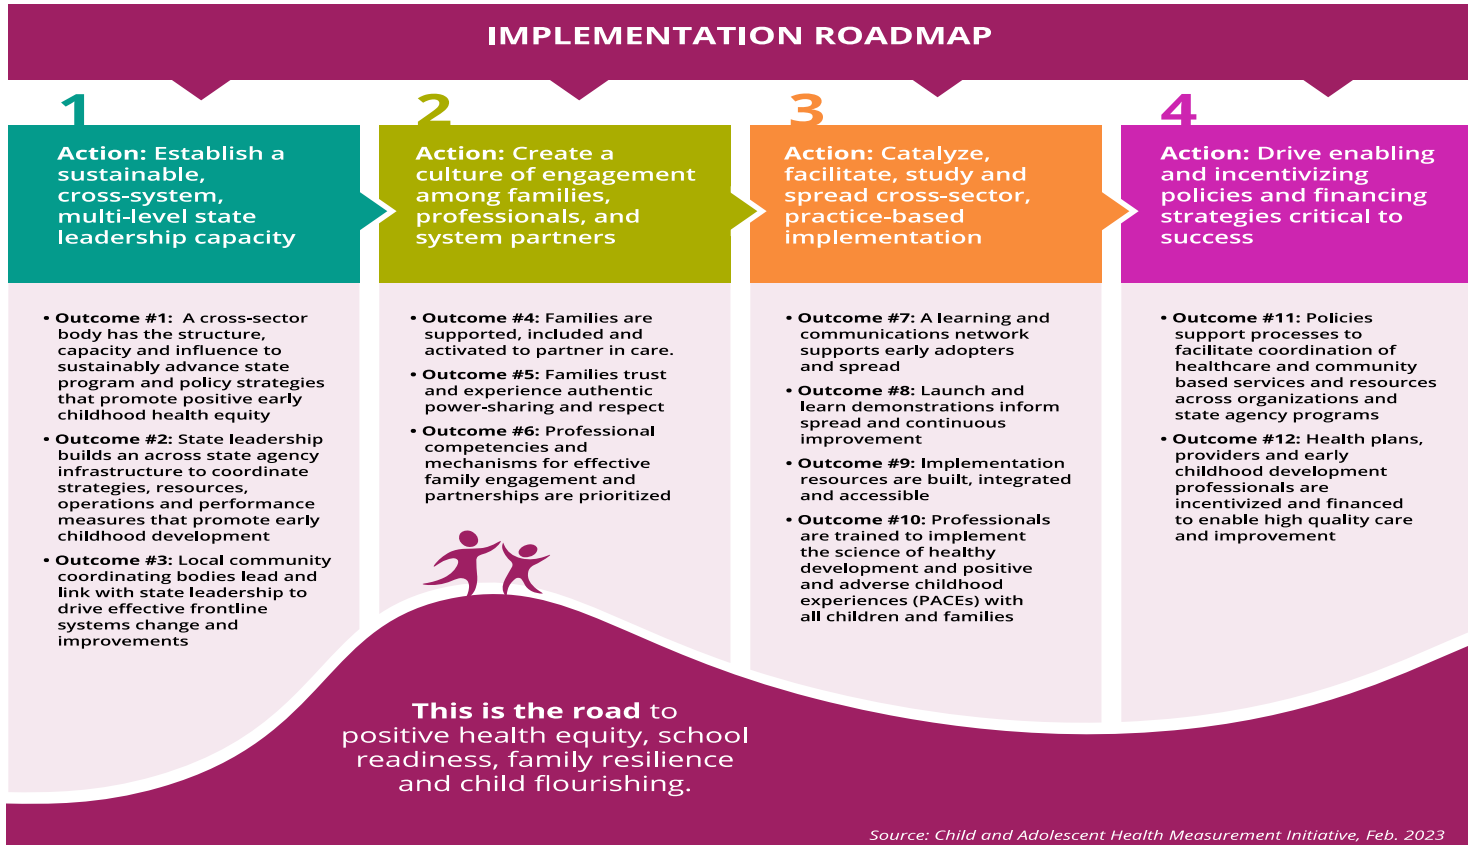 IMPLEMENTATION ROADMAP
1
Action: Establish a
sustainable,
cross-system,
multi-level state
leadership capacity
• Outcome #1: A cross-sector
body has the structure,
capacity and influence to
sustainably advance state
program and policy strategies
that promote positive early
childhood health equity
• Outcome #2: State leadership
builds an across state agency
infrastructure to coordinate
strategies, resources,
operations and performance
measures that promote early
childhood development
• Outcome #3: Local community
coordinating bodies lead and
link with state leadership to
drive effective frontline
systems change and
improvements
2
Action: Create a
culture of engagement
among families,
professionals, and
system partners
• Outcome #4: Families are
supported, included and
activated to partner in care.
• Outcome #5: Families trust
and experience authentic
power-sharing and respect
• Outcome #6: Professional
competencies and
mechanisms for effective
family engagement and
partnerships are prioritized
3
Action: Catalyze,
facilitate, study and
spread cross-sector,
practice-based
implementation
• Outcome #7: A learning and
communications network
supports early adopters
and spread
• Outcome #8: Launch and
learn demonstrations inform
spread and continuous
improvement
• Outcome #9: Implementation
resources are built, integrated
and accessible
• Outcome #10: Professionals
are trained to implement
the science of healthy
development and positive
and adverse childhood
experiences (PACEs) with
all children and families
4
Action: Drive enabling
and incentivizing
policies and financing
strategies critical to
success
• Outcome #11: Policies
support processes to
facilitate coordination of
healthcare and community
based services and resources
across organizations and
state agency programs
• Outcome #12: Health plans,
providers and early
childhood development
professionals are
incentivized and financed
to enable high quality care
and improvement
This is the road to
positive health equity, school
readiness, family resilience
and child flourishing.
Source: Child and Adolescent Health Measurement Initiative, Feb. 2023